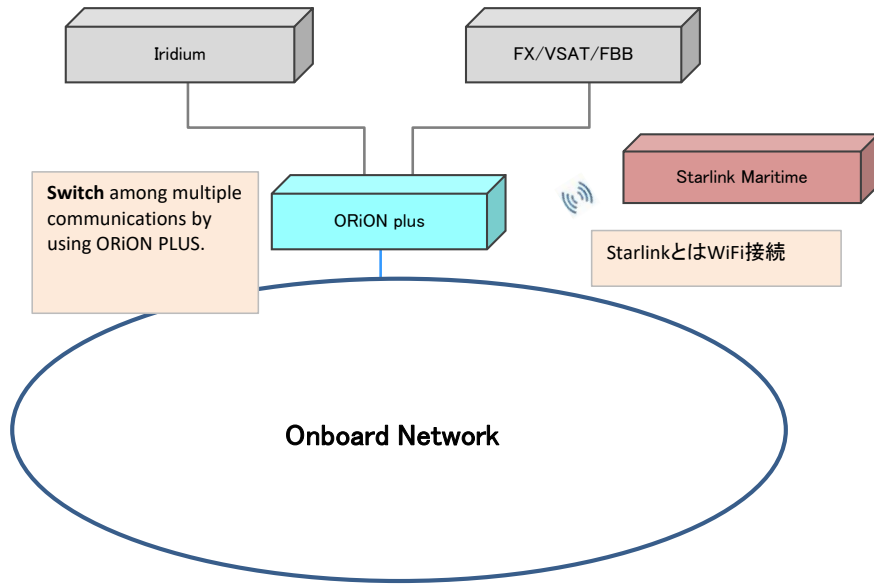 Iridium
FX/VSAT/FBB
Starlink Maritime
Switch among multiple
communications by
using ORiON PLUS.
ORiON plus
StarlinkとはWiFi接続
Onboard Network